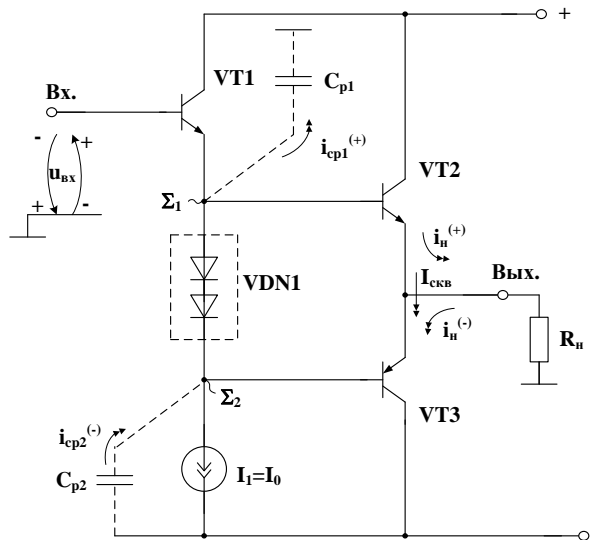 +
VT1
Cр1
Вх.
- +
iср1(+)
uвх
VT2
+ -
Σ1
iн(+)
Iскв
Вых.
VDN1
iн(-)
Rн
Σ2
VT3
iср2(-)
Cр2
I1=I0